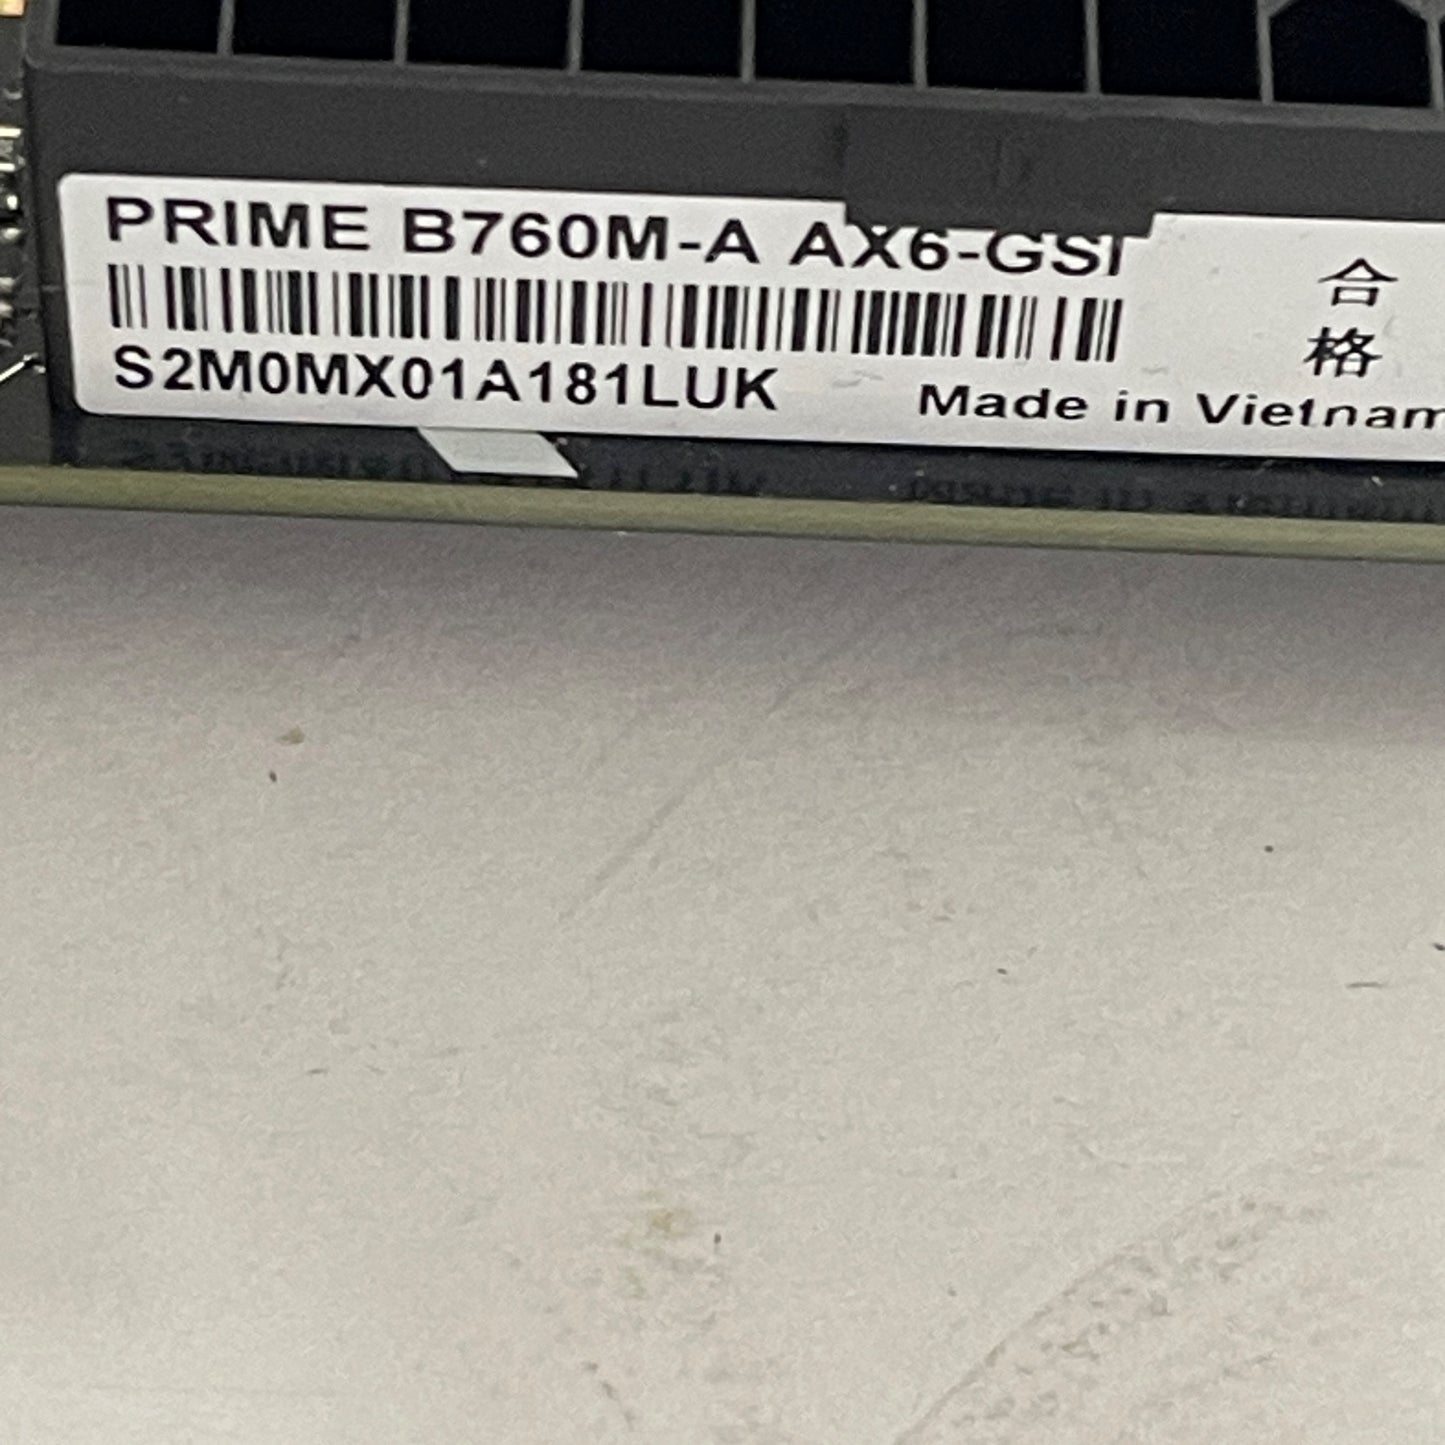 PRIME B760M-A AX6-GSI
S2M0MX01A181LUK
Made in Vietnam
合
格